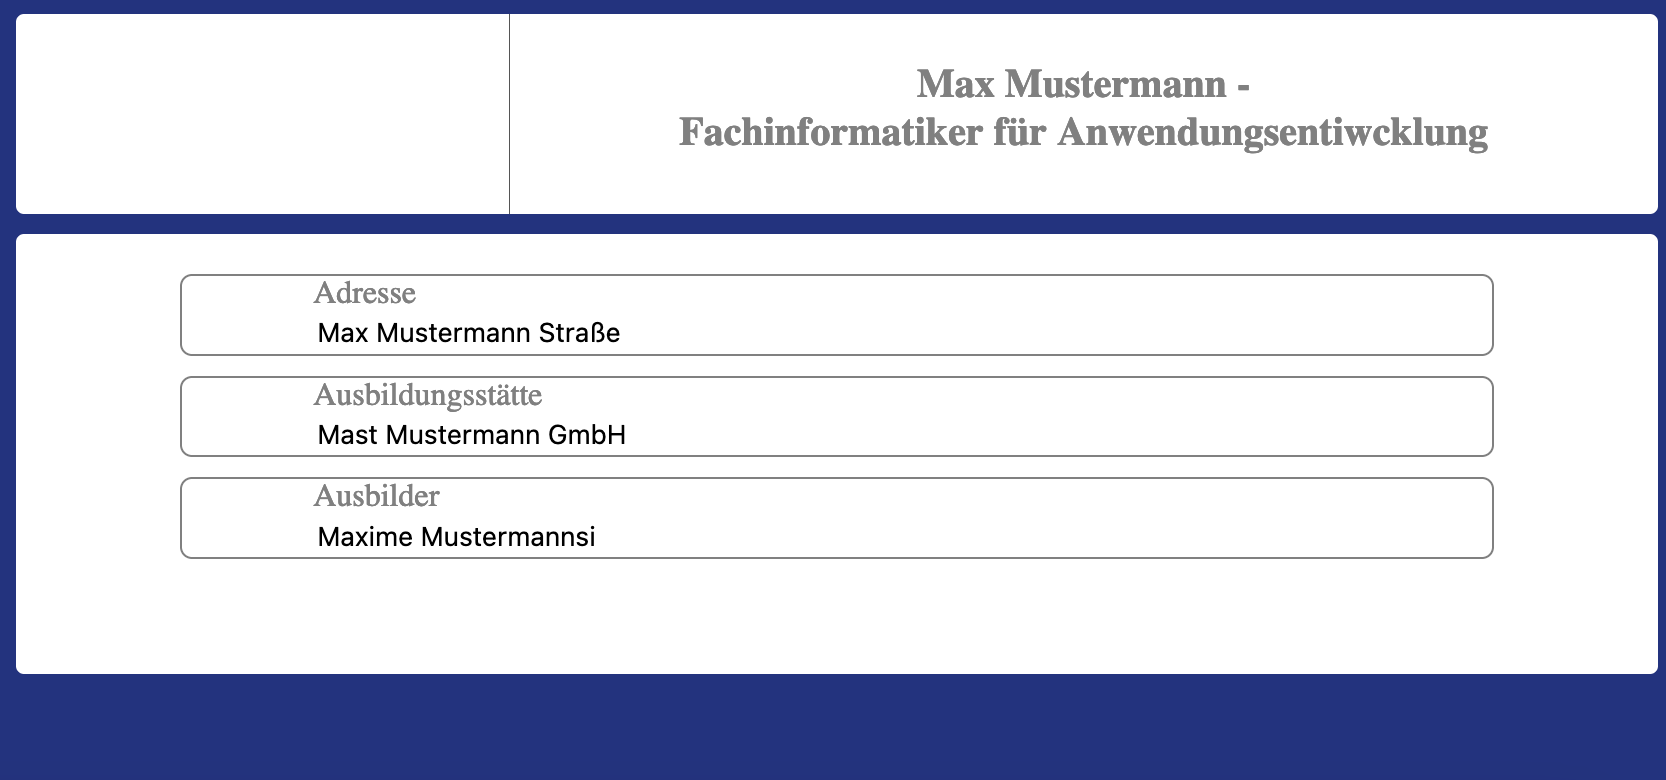 Max Mustermann -
Fachinformatiker für Anwendungsentiwcklung
Adresse
Max Mustermann Straße
Ausbildungsstätte
Mast Mustermann GmbH
Ausbilder
Maxime Mustermannsi